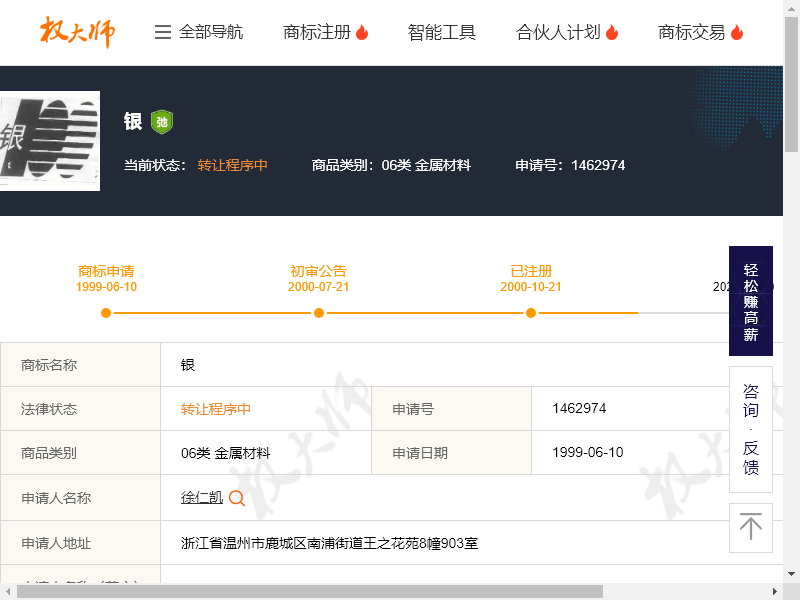 权大师
全部导航
商标注册
智能工具
合伙人计划
商标交易
银
银
弛
当前状态： 转让程序中
商品类别：06类 金属材料
申请号：1462974
商标申请
1999-06-10
初审公告
2000-07-21
已注册
2000-10-21
轻松赚高薪
商标名称
银
法律状态
转让程序中
申请号
1462974
商品类别
06类 金属材料
申请日期
1999-06-10
申请人名称
徐仁凯
申请人地址
浙江省温州市鹿城区南浦街道王之花苑8幢903室
咨询·反馈
权大师